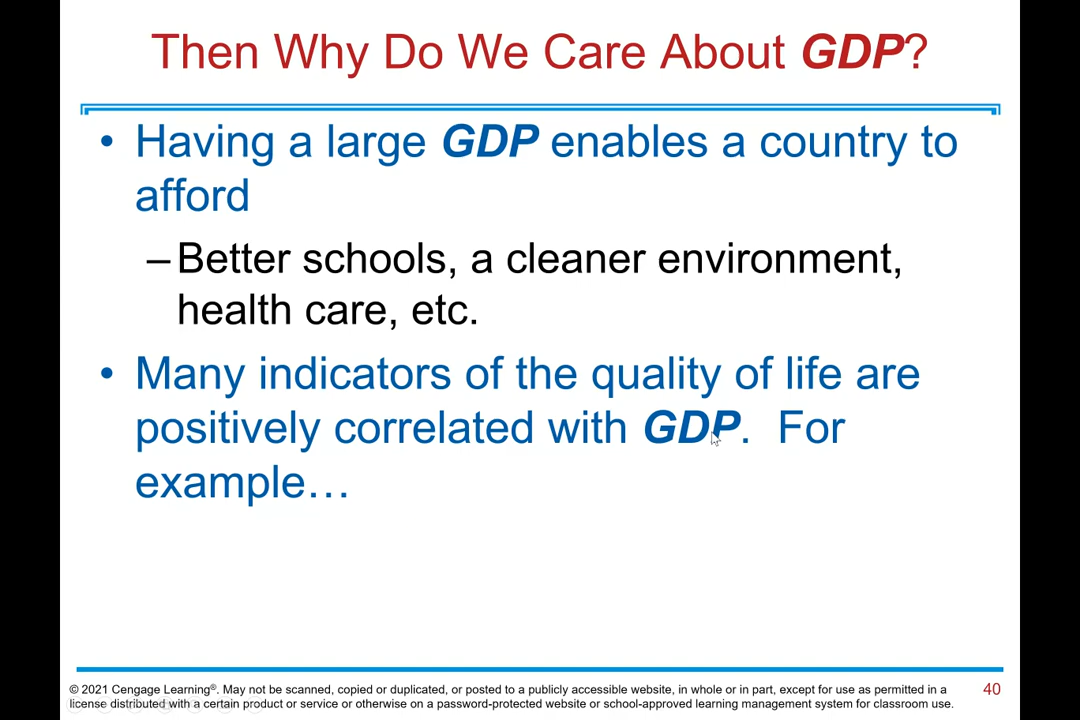 Then Why Do We Care About GDP?
• Having a large GDP enables a country to
afford
– Better schools, a cleaner environment,
health care, etc.
• Many indicators of the quality of life are
positively correlated with GDP.  For
example…
© 2021 Cengage Learning®. May not be scanned, copied or duplicated, or posted to a publicly accessible website, in whole or in part, except for use as permitted in a
license distributed with a certain product or service or otherwise on a password-protected website or school-approved learning management system for classroom use.
40